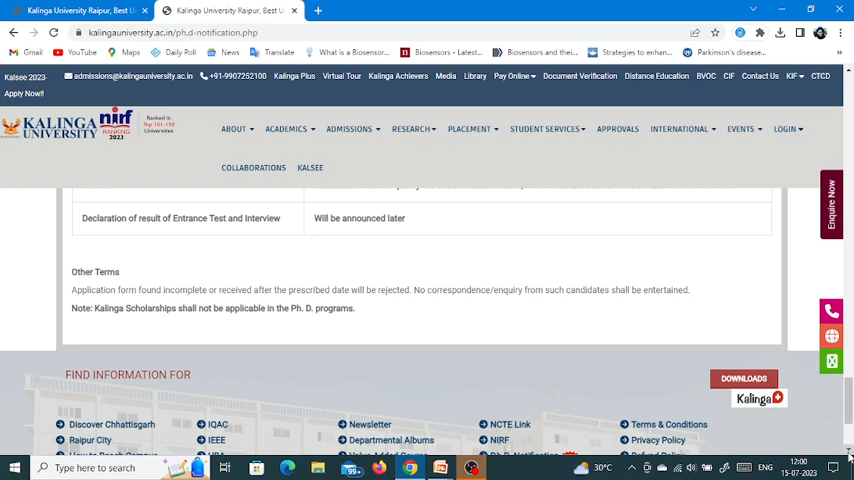 Kalinga University Raipur, Best U
Kalinga University Raipur, Best U
kalingauniversity.ac.in/ph.d-notification.php
Gmail
YouTube
Maps
Daily Poll
News
Translate
What is a Biosensor...
Biosensors - Latest...
Biosensors and thei...
Strategies to enhan...
Parkinson's disease...
Kalsee 2023-
Apply Now!!
admissions@kalingauniversity.ac.in
+91-9907252100
Kalinga Plus
Virtual Tour
Kalinga Achievers
Media
Library
Pay Online
Document Verification
Distance Education
BVOC
CIF
Contact Us
KIF
CTCD
KALINGA
UNIVERSITY
nirf
RANKING
2023
Ranked in
Top 101-150
Universities
ABOUT
ACADEMICS
ADMISSIONS
RESEARCH
PLACEMENT
STUDENT SERVICES
APPROVALS
INTERNATIONAL
EVENTS
LOGIN
COLLABORATIONS
KALSEE
Enquire Now
Declaration of result of Entrance Test and Interview
Will be announced later
Other Terms
Application form found incomplete or received after the prescribed date will be rejected. No correspondence/enquiry from such candidates shall be entertained.
Note: Kalinga Scholarships shall not be applicable in the Ph. D. programs.
FIND INFORMATION FOR
DOWNLOADS
Kalinga+
Discover Chhattisgarh
IQAC
Newsletter
NCTE Link
Terms & Conditions
Raipur City
IEEE
Departmental Albums
NIRF
Privacy Policy
Type here to search
99+
30°C
ENG
12:00
15-07-2023